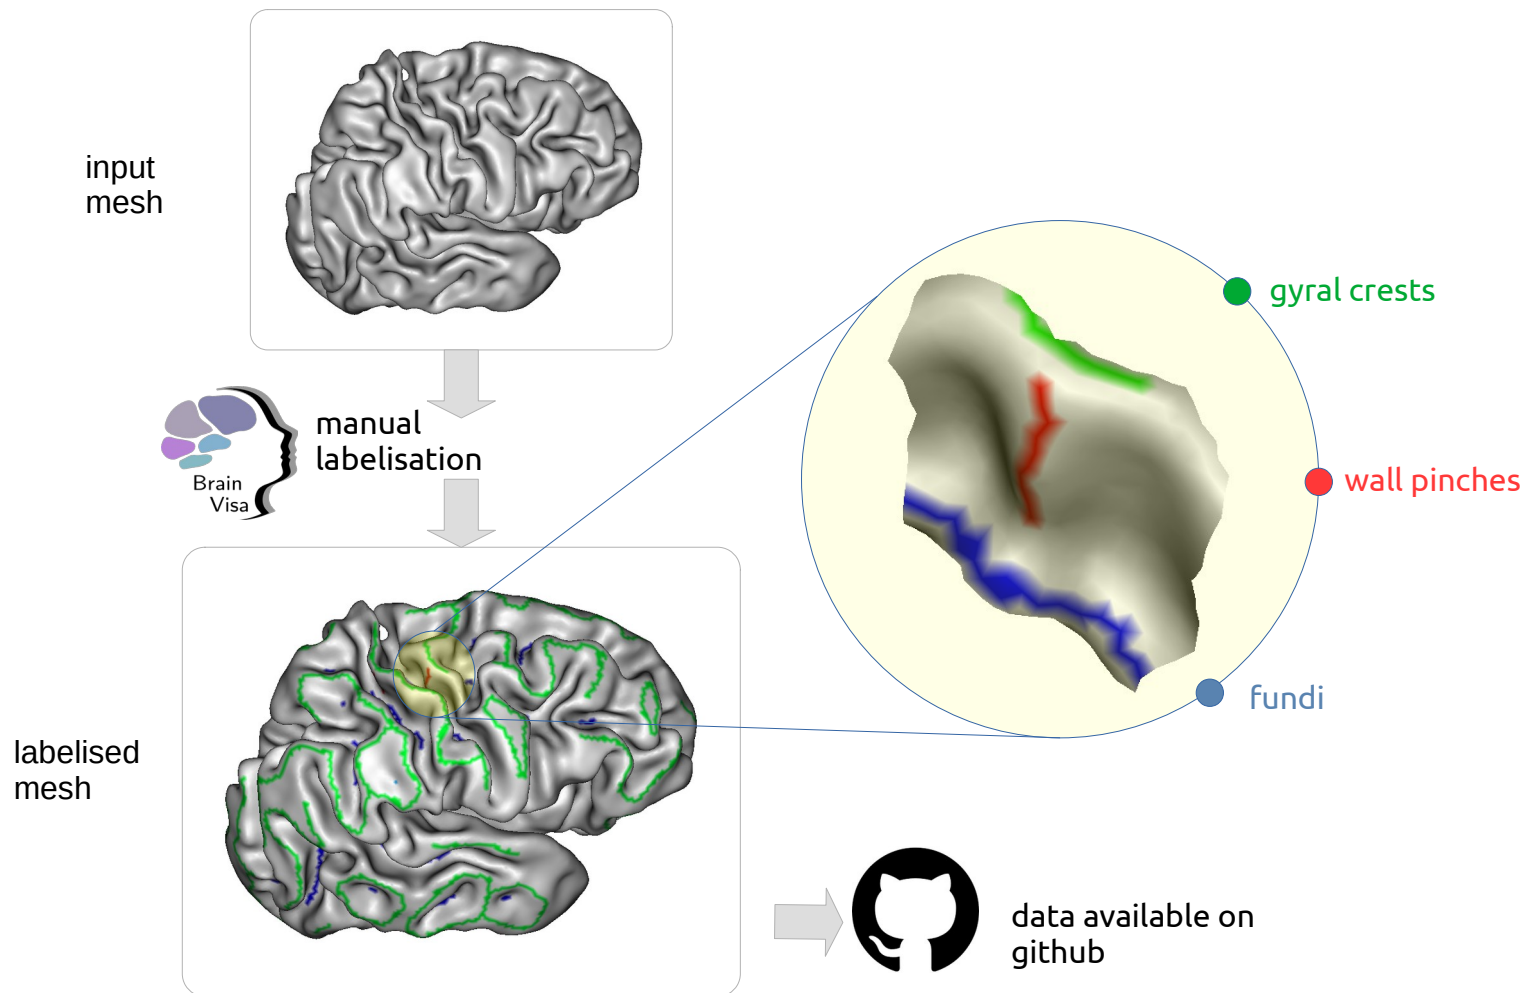 input
mesh
manual
labelisation
Brain
Visa
gyral crests
wall pinches
fundi
labelised
mesh
data available on
github